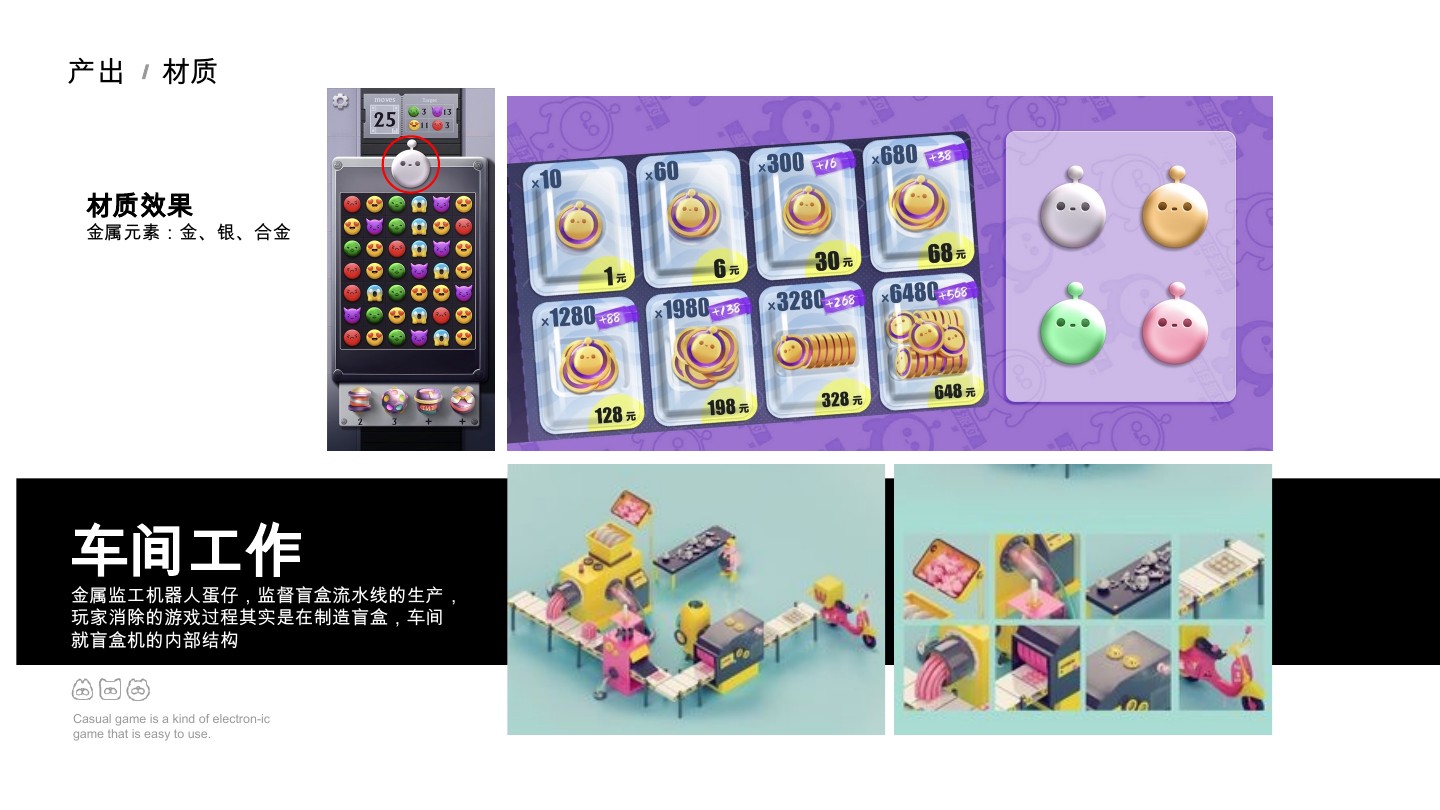 产出 / 材质
材质效果
金属元素：金、银、合金
moves
25
3
13
11
3
2
3
+
+
×10
1元
×60
6元
×300
+16
30元
×680
+38
68元
×1280
+88
128元
×1980
+138
198元
×3280
+268
328元
×6480
+568
648元
车间工作
金属监工机器人蛋仔，监督盲盒流水线的生产，
玩家消除的游戏过程其实是在制造盲盒，车间
就盲盒机的内部结构
Casual game is a kind of electron-ic
game that is easy to use.